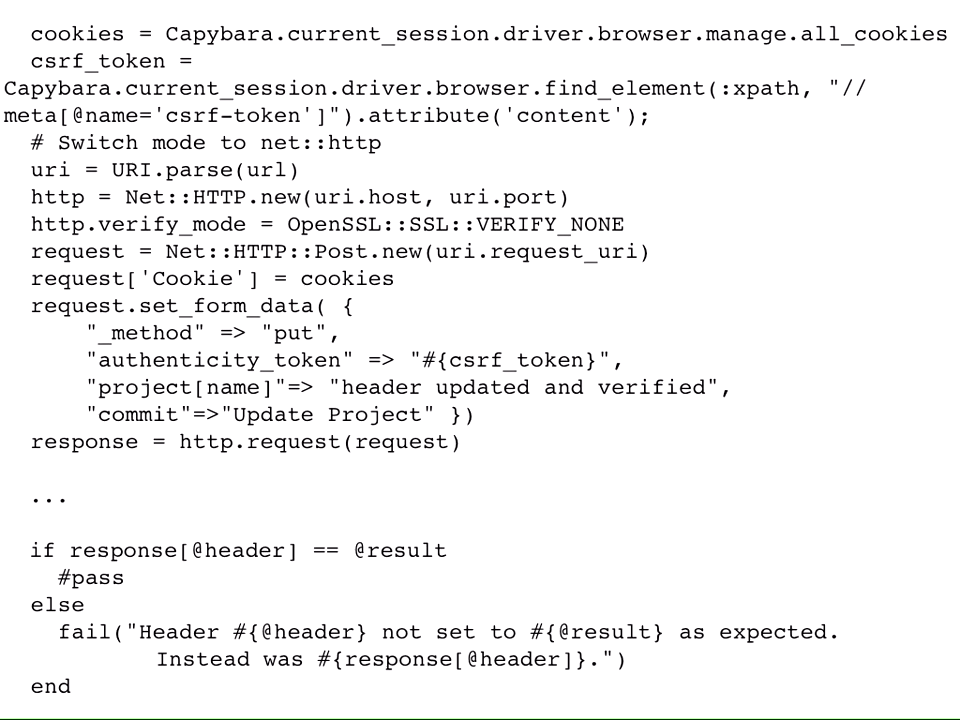 cookies = Capybara.current_session.driver.browser.manage.all_cookies
csrf_token =
Capybara.current_session.driver.browser.find_element(:xpath, "//
meta[@name='csrf-token']").attribute('content');
# Switch mode to net::http
uri = URI.parse(url)
http = Net::HTTP.new(uri.host, uri.port)
http.verify_mode = OpenSSL::SSL::VERIFY_NONE
request = Net::HTTP::Post.new(uri.request_uri)
request['Cookie'] = cookies
request.set_form_data( {
"_method" => "put",
"authenticity_token" => "#{csrf_token}",
"project[name]"=> "header updated and verified",
"commit"=>"Update Project" })
response = http.request(request)
...
if response[@header] == @result
#pass
else
fail("Header #{@header} not set to #{@result} as expected.
Instead was #{response[@header]}.")
end